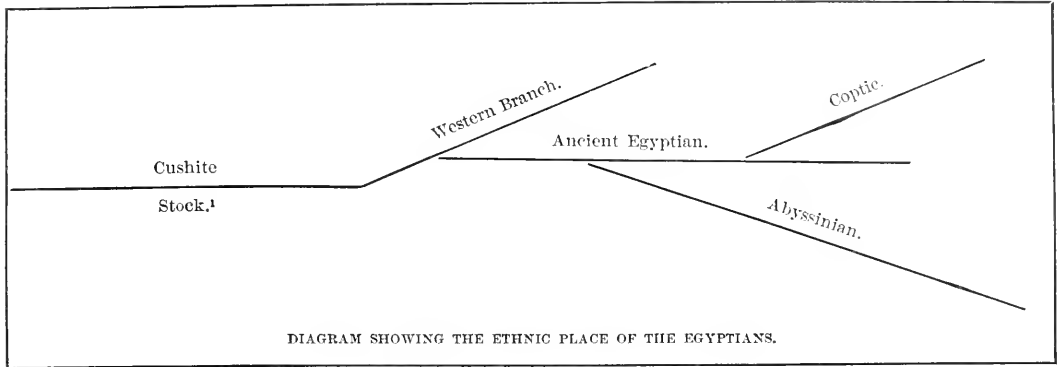 Western Branch.
Coptic.
Ancient Egyptian.
Cushite
Stock.¹
Abyssinian.
DIAGRAM SHOWING THE ETHNIC PLACE OF THE EGYPTIANS.